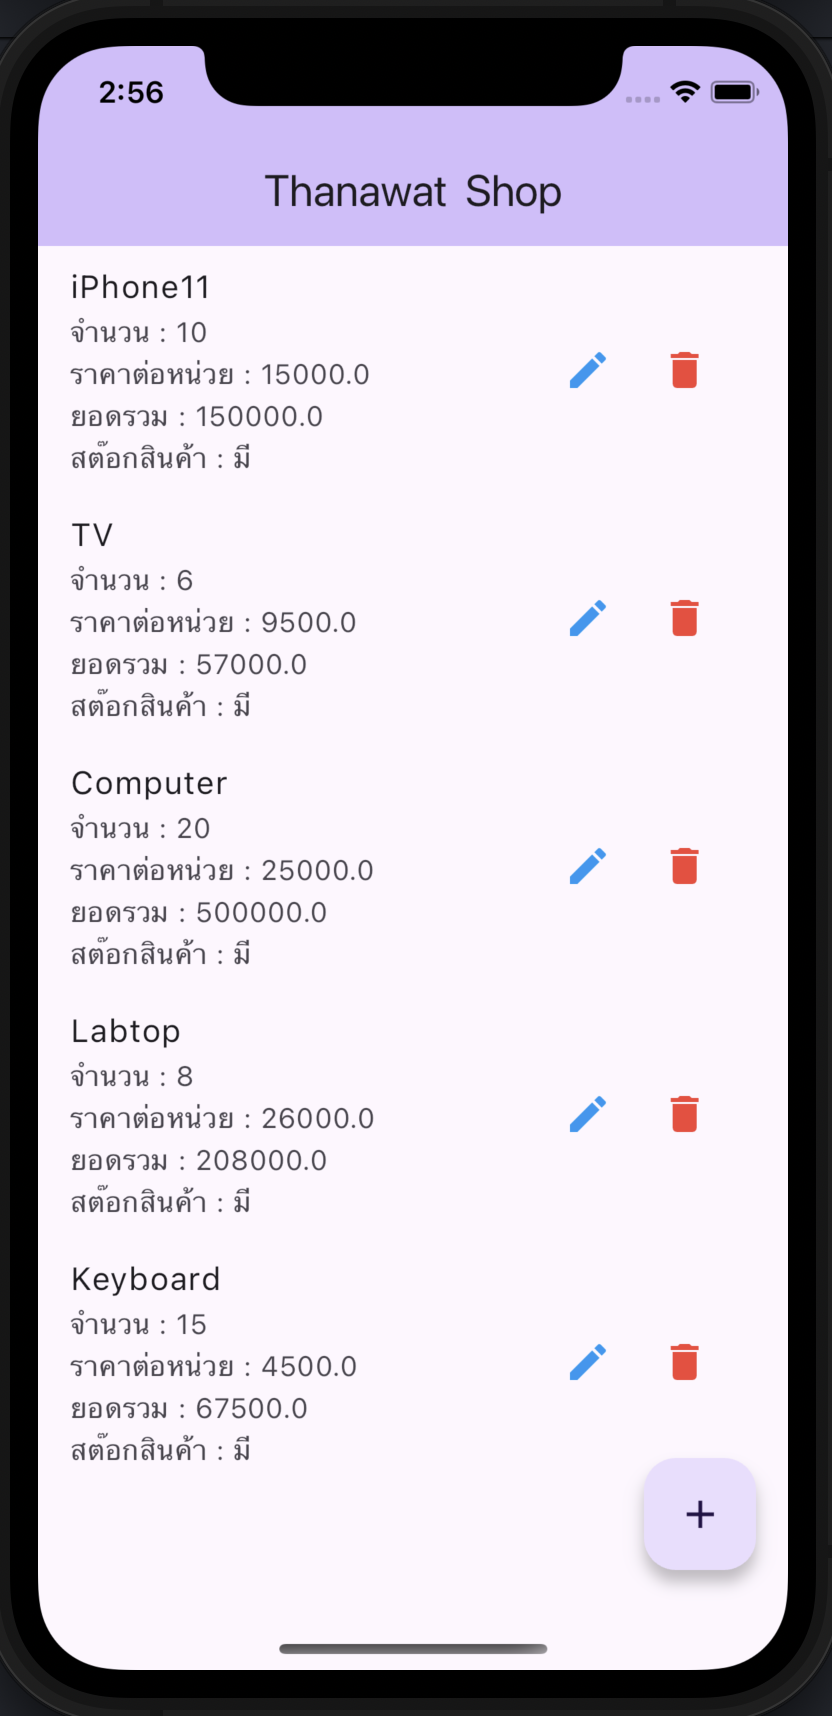 2:56
Thanawat Shop
iPhone11
จำนวน : 10
ราคาต่อหน่วย : 15000.0
ยอดรวม : 150000.0
สต๊อกสินค้า : มี
TV
จำนวน : 6
ราคาต่อหน่วย : 9500.0
ยอดรวม : 57000.0
สต๊อกสินค้า : มี
Computer
จำนวน : 20
ราคาต่อหน่วย : 25000.0
ยอดรวม : 500000.0
สต๊อกสินค้า : มี
Labtop
จำนวน : 8
ราคาต่อหน่วย : 26000.0
ยอดรวม : 208000.0
สต๊อกสินค้า : มี
Keyboard
จำนวน : 15
ราคาต่อหน่วย : 4500.0
ยอดรวม : 67500.0
สต๊อกสินค้า : มี